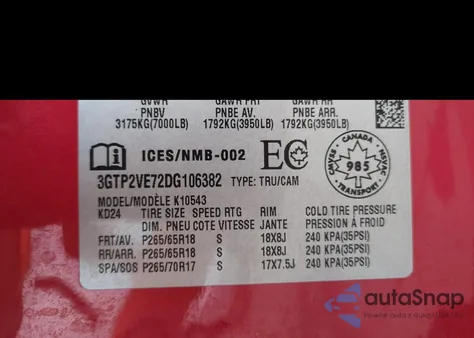 GVWR GAWR FRT GAWR RR
PNBV PNBE AV. PNBE ARR.
3175KG(7000LB) 1792KG(3950LB) 1792KG(3950LB)
ICES/NMB-002 EC
CANADA
CMVSS NSVAC
985
TRANSPORT
3GTP2VE72DG106382 TYPE: TRU/CAM
MODEL/MODÈLE K10543
KD24 TIRE SIZE SPEED RTG RIM COLD TIRE PRESSURE
DIM. PNEU COTE VITESSE JANTE PRESSION À FROID
FRT/AV. P265/65R18 S 18X8J 240 KPA(35PSI)
RR/ARR. P265/65R18 S 18X8J 240 KPA(35PSI)
SPA/SOS P265/70R17 S 17X7.5J 240 KPA(35PSI)
autoSnap